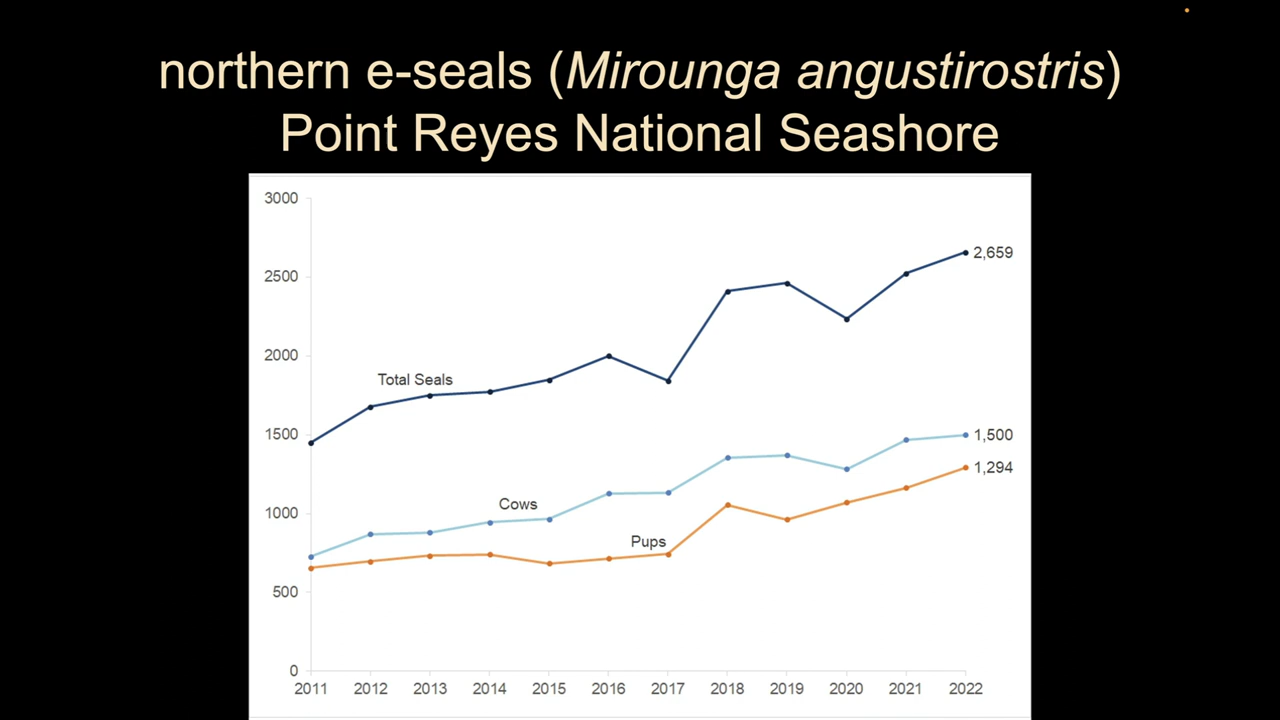 northern e-seals (Mirounga angustirostris)
Point Reyes National Seashore
3000
2500
2000
1500
1000
500
0
Total Seals
Cows
Pups
2,659
1,500
1,294
2011 2012 2013 2014 2015 2016 2017 2018 2019 2020 2021 2022